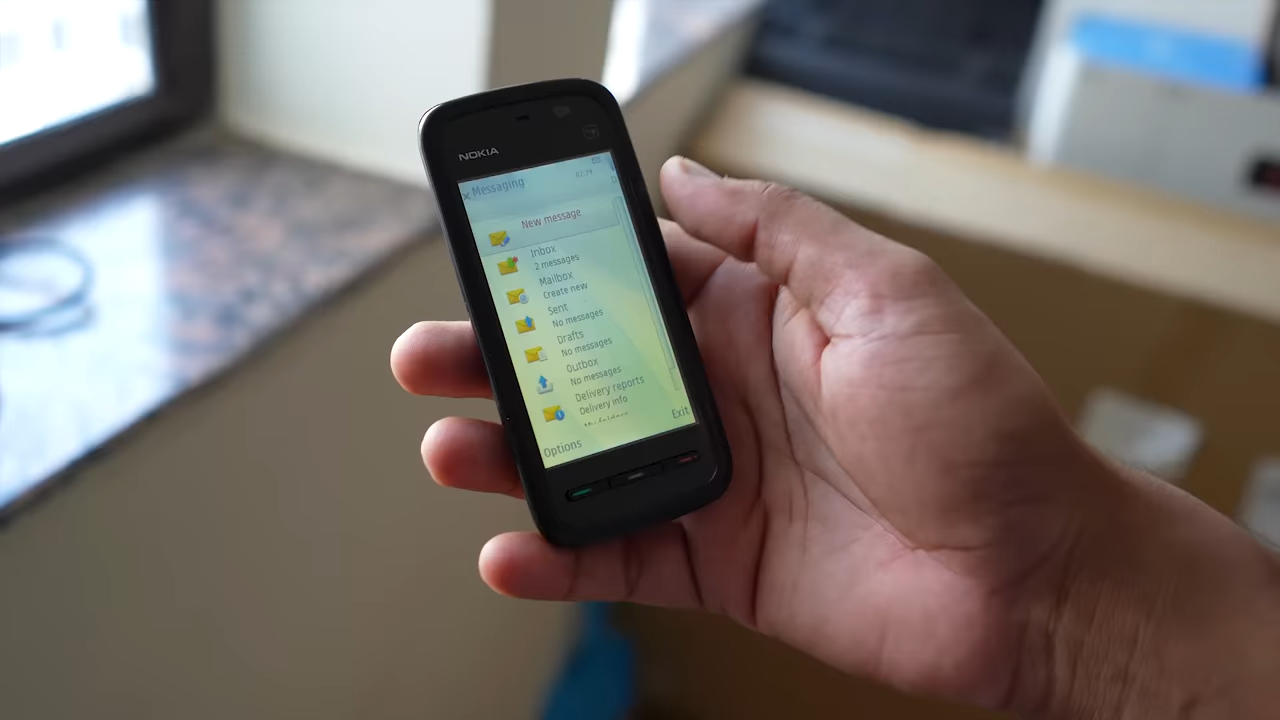 NOKIA
Messaging
New message
Inbox
2 messages
Mailbox
Create new
Sent
No messages
Drafts
No messages
Outbox
No messages
Delivery reports
Delivery info
Options
Exit